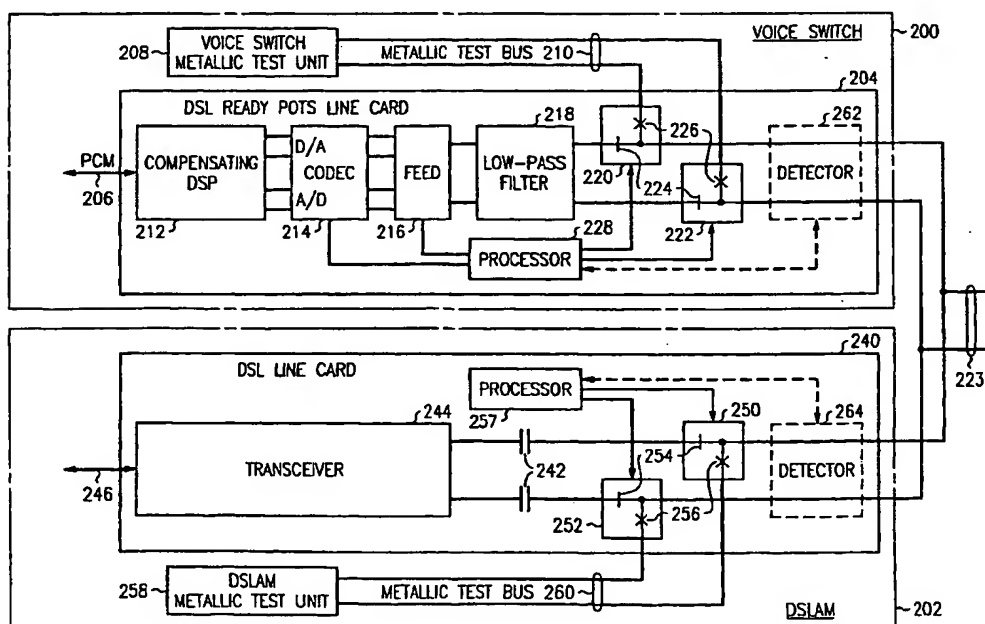 VOICE SWITCH
200
208
VOICE SWITCH
METALLIC TEST UNIT
METALLIC TEST BUS 210
204
DSL READY POTS LINE CARD
218
262
PCM
206
COMPENSATING
DSP
D/A
CODEC
A/D
FEED
LOW-PASS
FILTER
226
220
224
DETECTOR
212
214
216
228
222
PROCESSOR
223
240
DSL LINE CARD
PROCESSOR
257
250
244
264
TRANSCEIVER
242
254
DETECTOR
246
252
256
258
DSLAM
METALLIC TEST UNIT
METALLIC TEST BUS 260
DSLAM
202